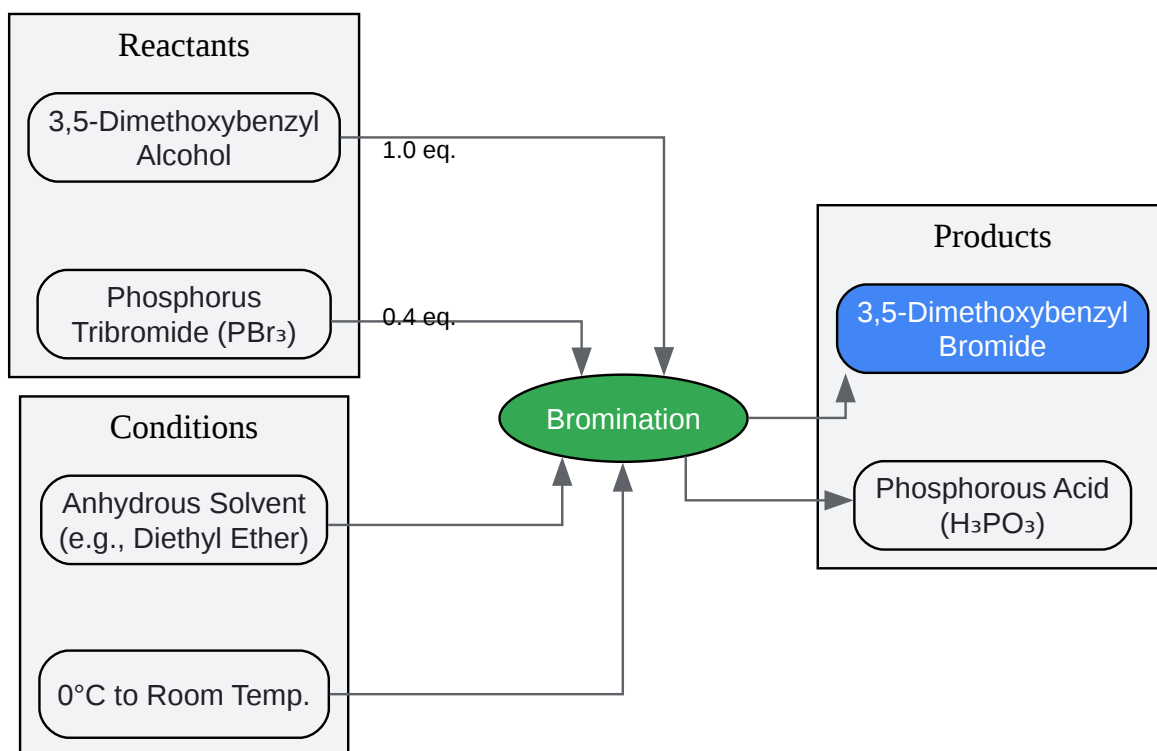 Reactants
3,5-Dimethoxybenzyl
Alcohol
1.0 eq.
Phosphorus
Tribromide (PBr₃)
0.4 eq.
Conditions
Anhydrous Solvent
(e.g., Diethyl Ether)
0°C to Room Temp.
Bromination
Products
3,5-Dimethoxybenzyl
Bromide
Phosphorous Acid
(H₃PO₃)